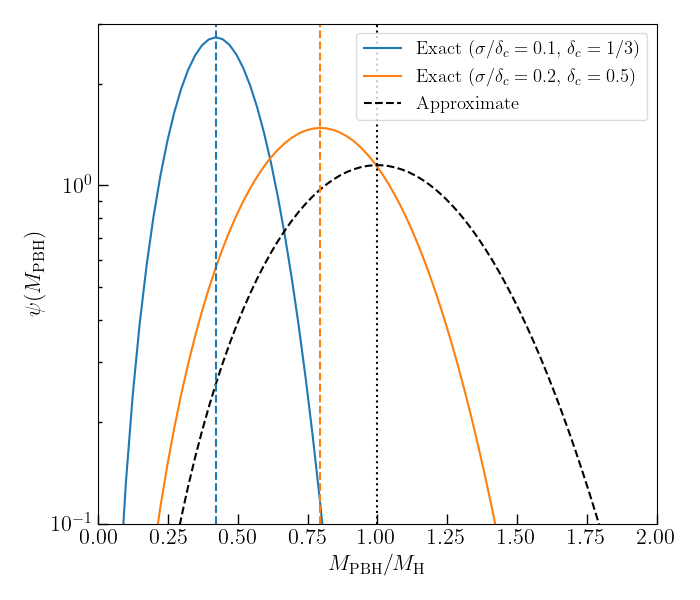 Exact (σ/δ_c = 0.1, δ_c = 1/3)
Exact (σ/δ_c = 0.2, δ_c = 0.5)
Approximate
10^0
ψ(M_PBH)
10^−1
0.00 0.25 0.50 0.75 1.00 1.25 1.50 1.75 2.00
M_PBH/M_H